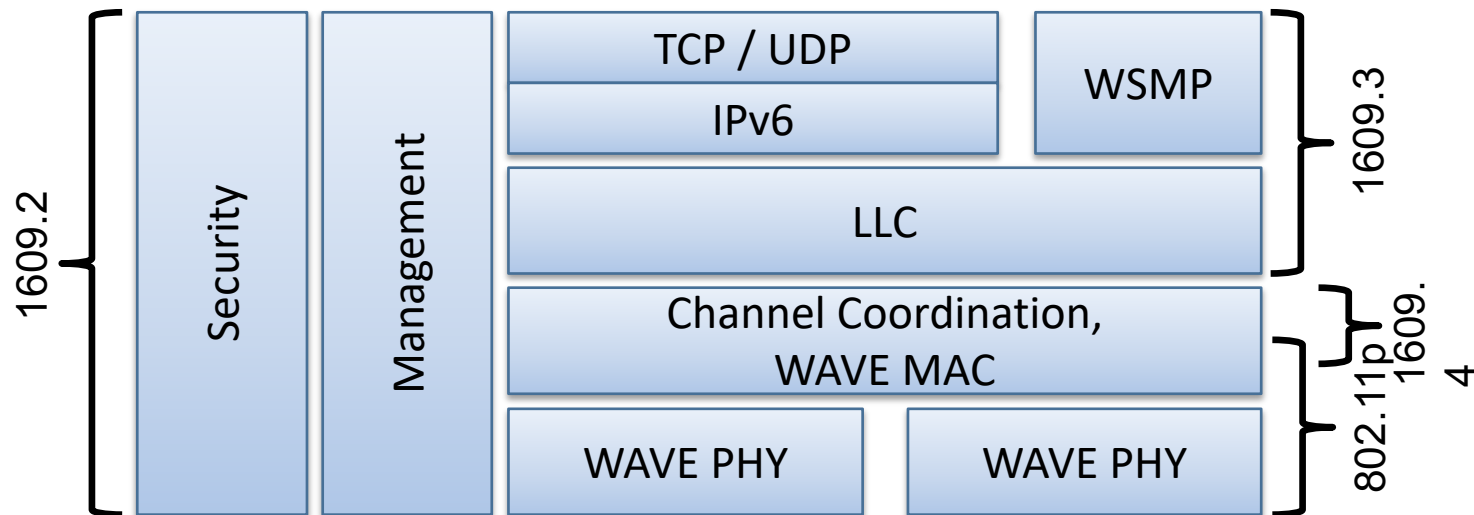 1609.2
Security
Management
TCP / UDP
IPv6
WSMP
LLC
Channel Coordination,
WAVE MAC
WAVE PHY
WAVE PHY
1609.3
1609.
4
802.11p